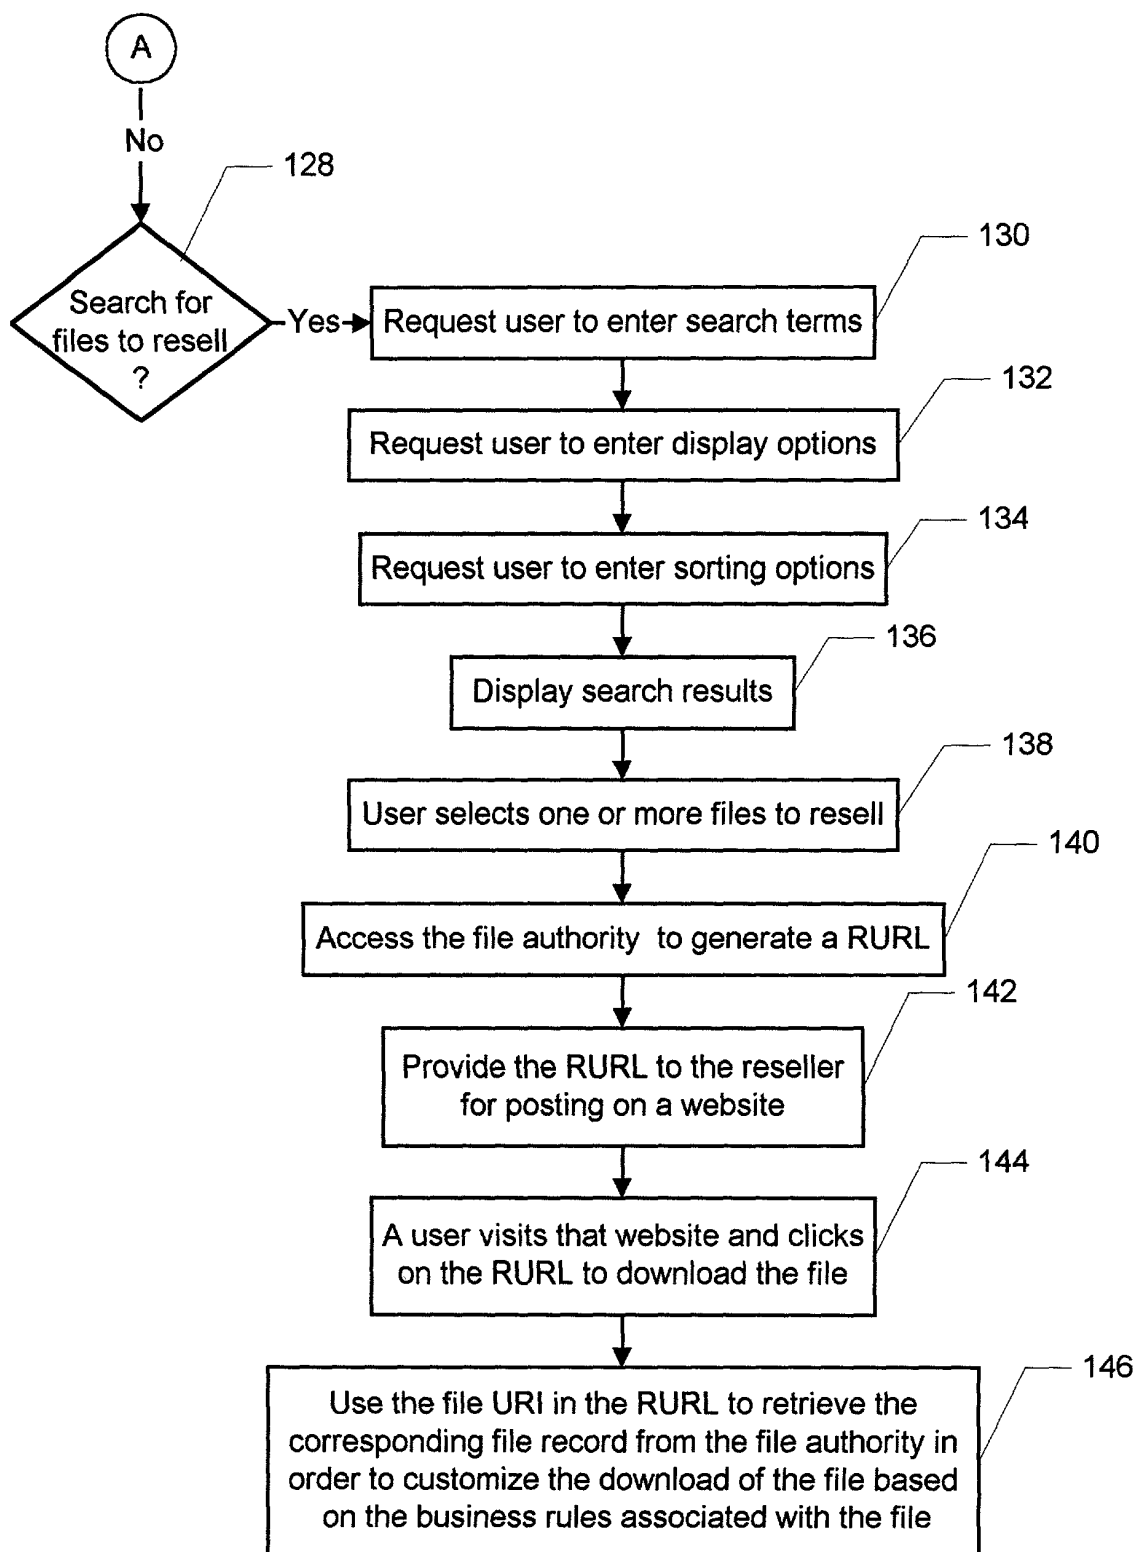 A
No
128
Search for
files to resell
?
Yes
130
Request user to enter search terms
132
Request user to enter display options
134
Request user to enter sorting options
136
Display search results
138
User selects one or more files to resell
140
Access the file authority to generate a RURL
142
Provide the RURL to the reseller
for posting on a website
144
A user visits that website and clicks
on the RURL to download the file
146
Use the file URI in the RURL to retrieve the
corresponding file record from the file authority in
order to customize the download of the file based
on the business rules associated with the file